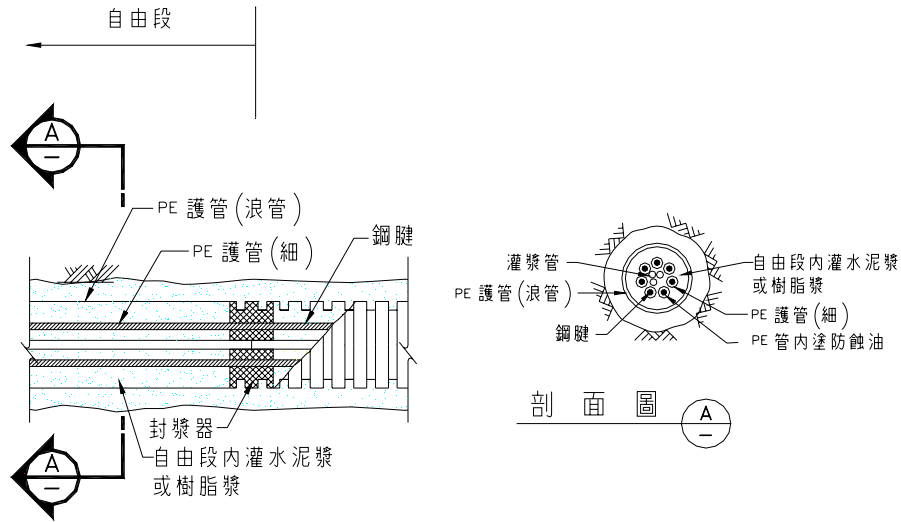 自由段
A
PE 護管(浪管)
PE 護管(細)
鋼腱
封漿器
自由段內灌水泥漿
或樹脂漿
A
灌漿管
PE 護管(浪管)
鋼腱
自由段內灌水泥漿
或樹脂漿
PE 護管(細)
PE 管內塗防蝕油
剖面圖
A